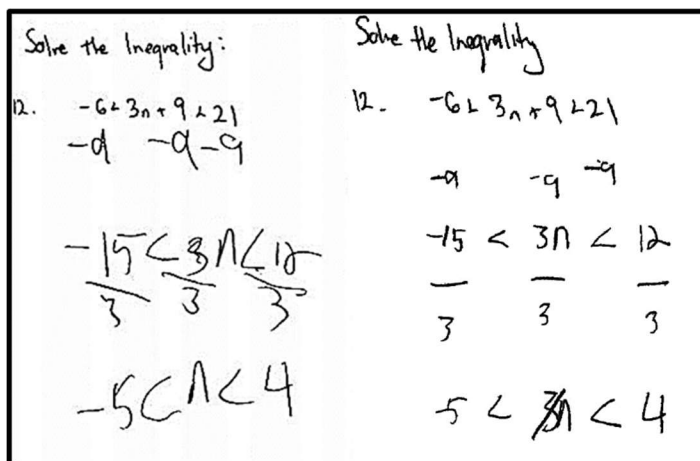 Solve the Inequality:
12. -6 < 3n + 9 < 21
-9 -9 -9
-15 < 3n < 12
3 3 3
-5 < n < 4
Solve the Inequality
12. -6 < 3n + 9 < 21
-9 -9 -9
-15 < 3n < 12
3 3 3
-5 < n < 4